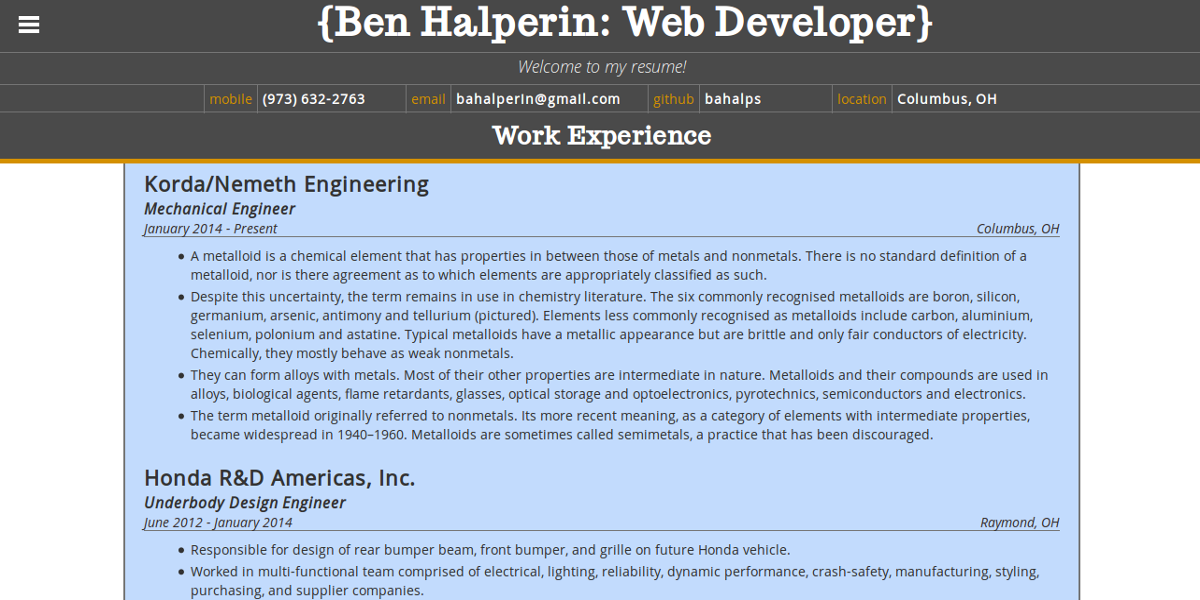 {Ben Halperin: Web Developer}
Welcome to my resume!
mobile (973) 632-2763 email bahalperin@gmail.com github bahalps location Columbus, OH
Work Experience
Korda/Nemeth Engineering
Mechanical Engineer
January 2014 - Present Columbus, OH
• A metalloid is a chemical element that has properties in between those of metals and nonmetals. There is no standard definition of a
metalloid, nor is there agreement as to which elements are appropriately classified as such.
• Despite this uncertainty, the term remains in use in chemistry literature. The six commonly recognised metalloids are boron, silicon,
germanium, arsenic, antimony and tellurium (pictured). Elements less commonly recognised as metalloids include carbon, aluminium,
selenium, polonium and astatine. Typical metalloids have a metallic appearance but are brittle and only fair conductors of electricity.
Chemically, they mostly behave as weak nonmetals.
• They can form alloys with metals. Most of their other properties are intermediate in nature. Metalloids and their compounds are used in
alloys, biological agents, flame retardants, glasses, optical storage and optoelectronics, pyrotechnics, semiconductors and electronics.
• The term metalloid originally referred to nonmetals. Its more recent meaning, as a category of elements with intermediate properties,
became widespread in 1940–1960. Metalloids are sometimes called semimetals, a practice that has been discouraged.
Honda R&D Americas, Inc.
Underbody Design Engineer
June 2012 - January 2014 Raymond, OH
• Responsible for design of rear bumper beam, front bumper, and grille on future Honda vehicle.
• Worked in multi-functional team comprised of electrical, lighting, reliability, dynamic performance, crash-safety, manufacturing, styling,
purchasing, and supplier companies.